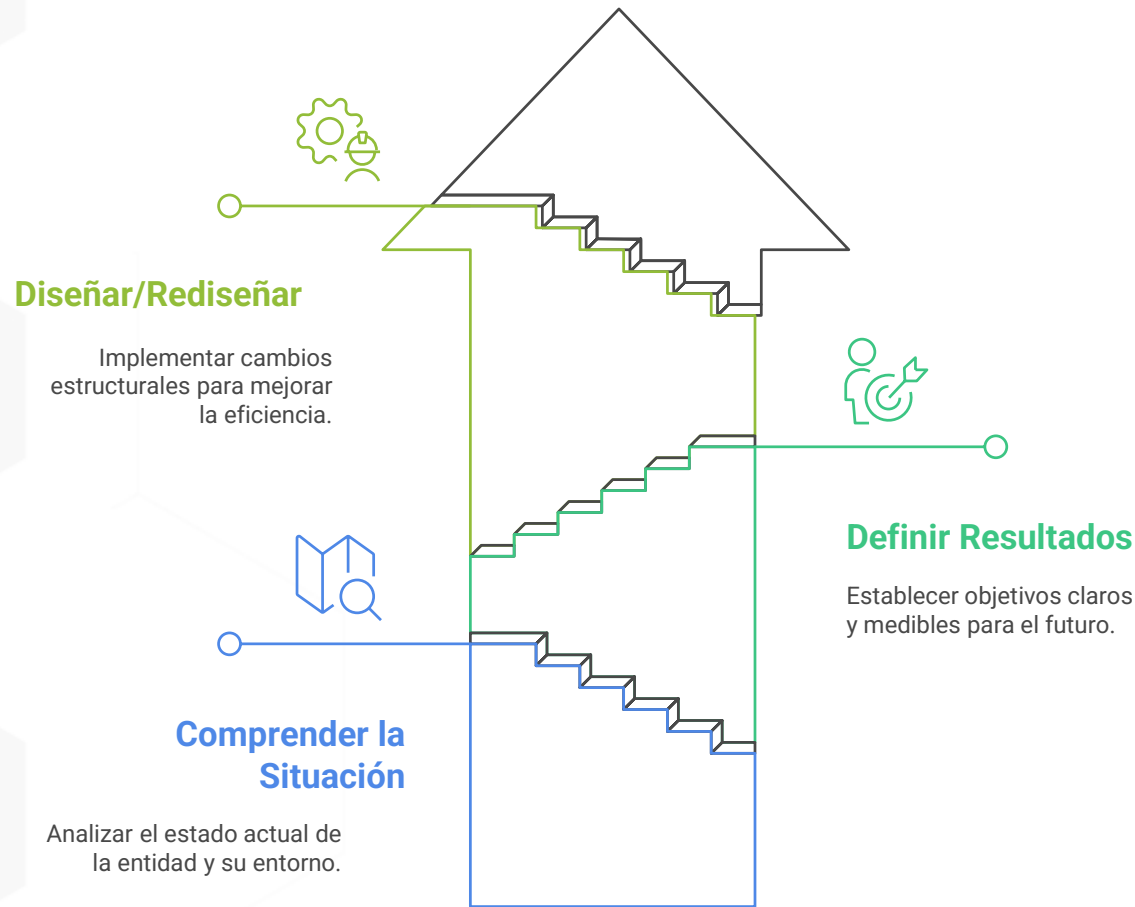 Diseñar/Rediseñar
Implementar cambios
estructurales para mejorar
la eficiencia.
Definir Resultados
Establecer objetivos claros
y medibles para el futuro.
Comprender la
Situación
Analizar el estado actual de
la entidad y su entorno.